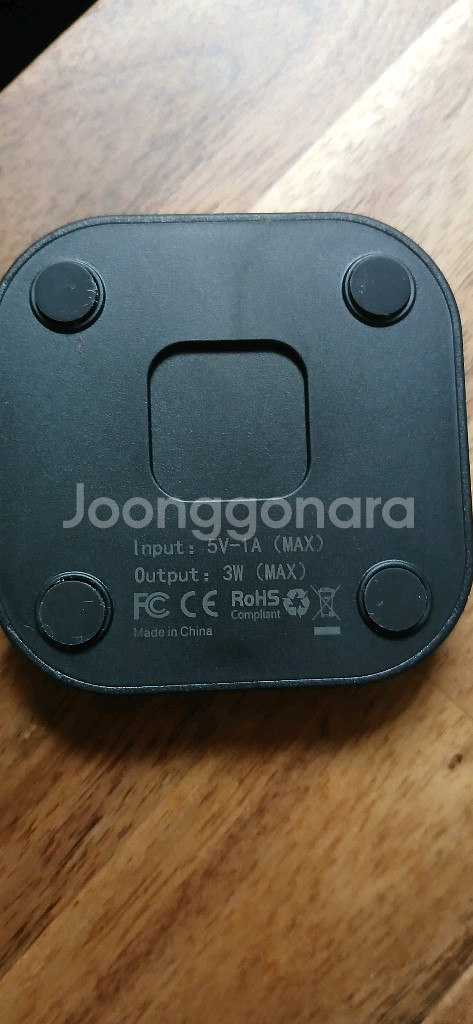 Joonggonara
Input: 5V-1A (MAX)
Output: 3W (MAX)
FC CE RoHS
Compliant
Made in China